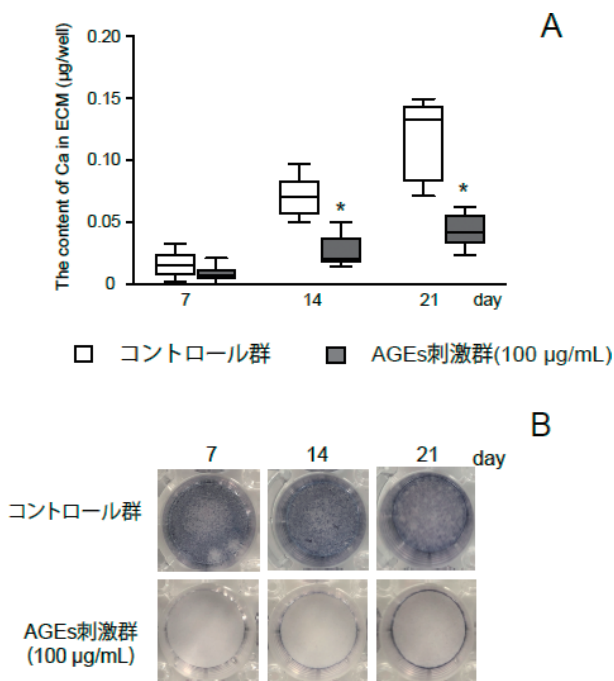 A
The content of Ca in ECM (μg/well)
0.20
0.15
0.10
0.05
0
*
*
7 14 21 day
コントロール群 AGEs刺激群(100 μg/mL)
B
7 14 21 day
コントロール群
AGEs刺激群
(100 μg/mL)